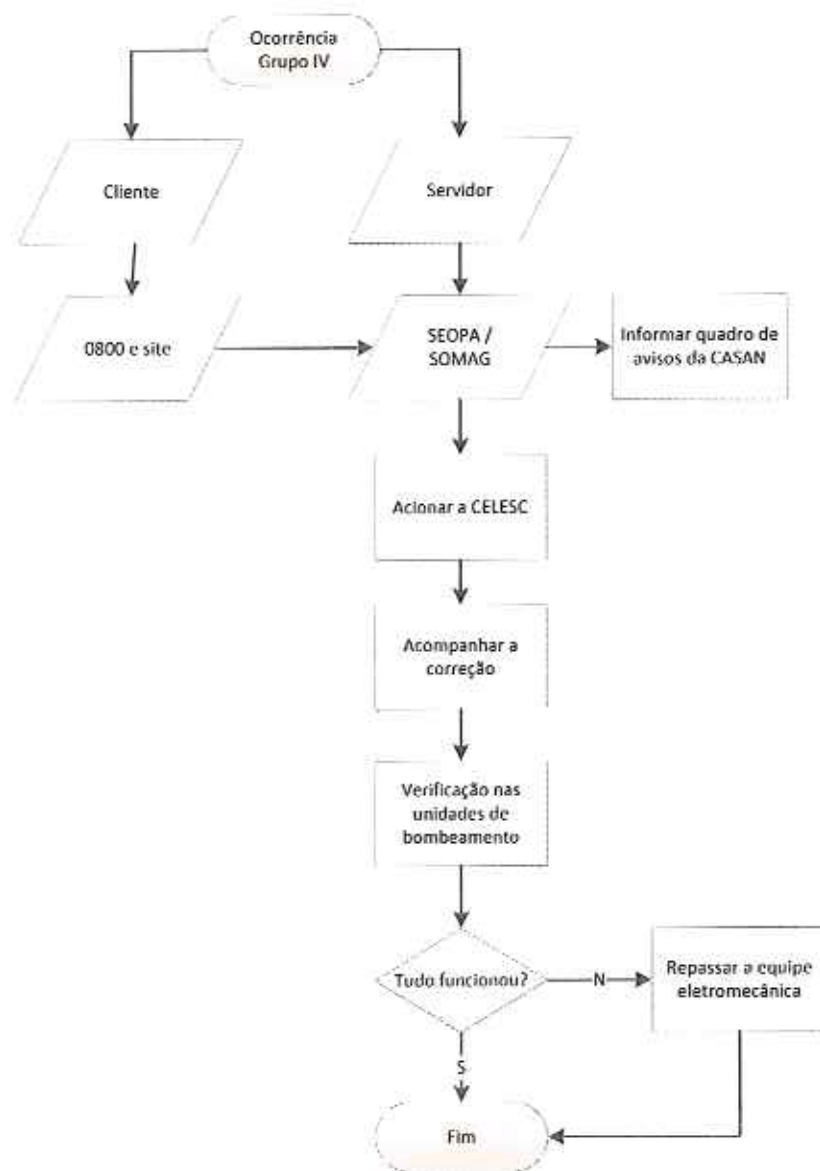 Ocorrência
Grupo IV
Cliente
Servidor
0800 e site
SEOPA /
SOMAG
Informar quadro de
avisos da CASAN
Acionar a CELESC
Acompanhar a
correção
Verificação nas
unidades de
bombeamento
Tudo funcionou?
N
Repassar a equipe
eletromecânica
S
Fim